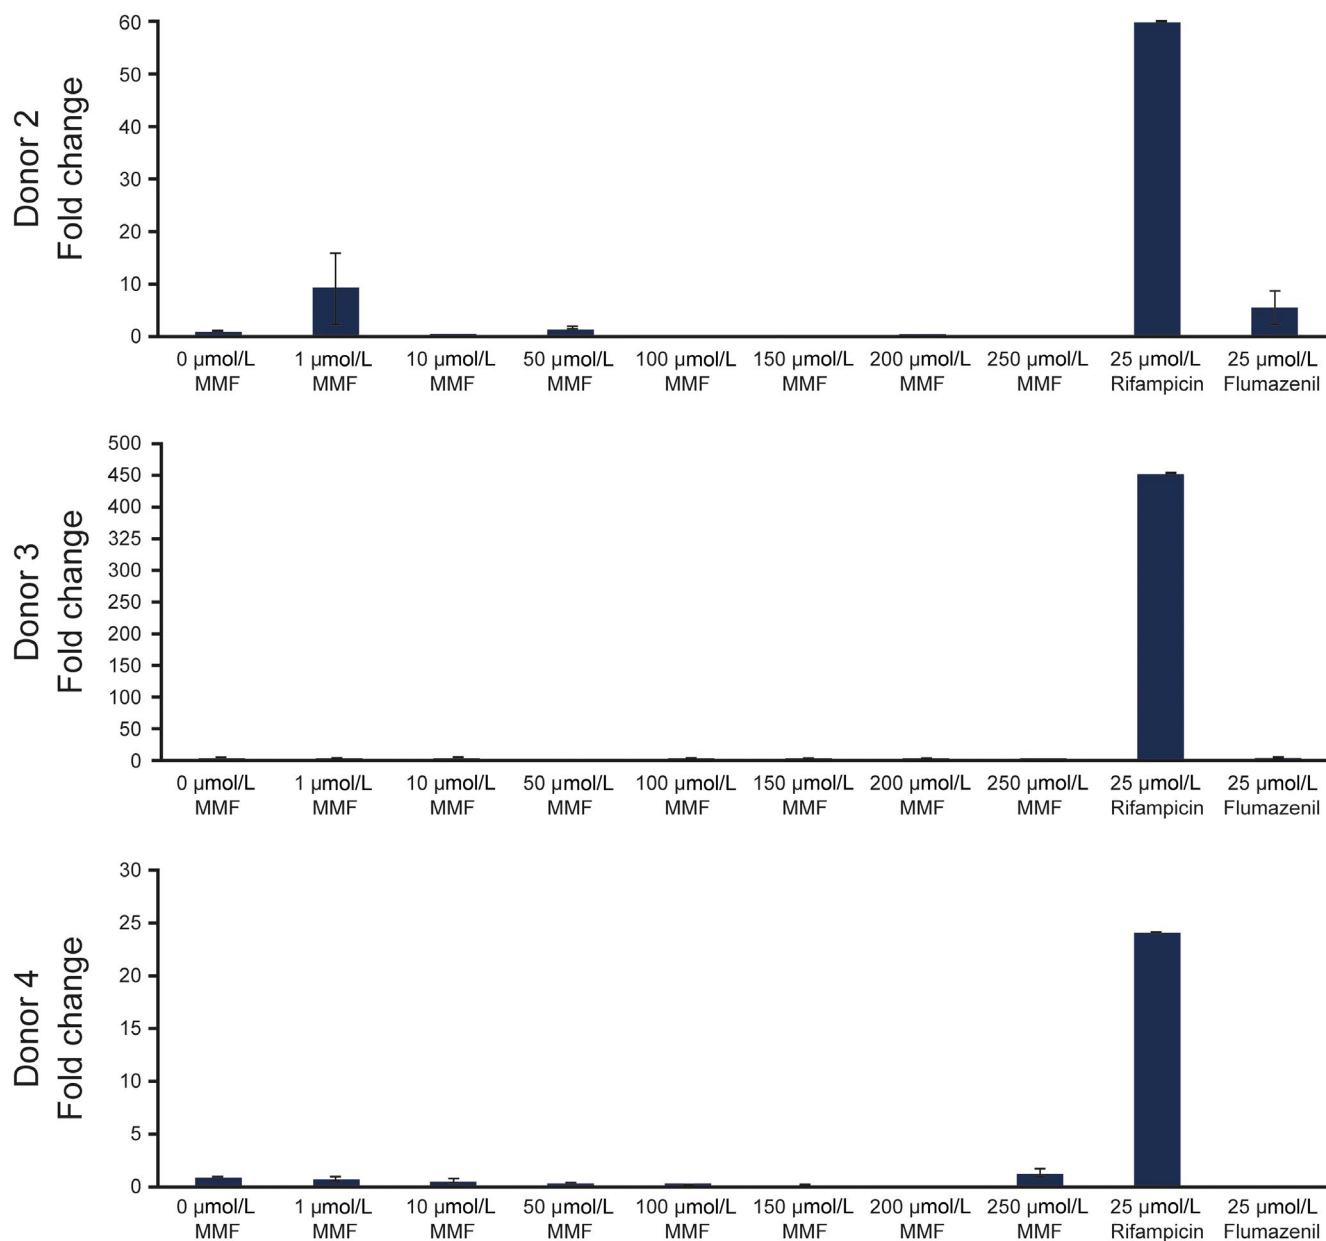 Donor 2
Fold change
60
50
40
30
20
10
0
0 µmol/L 1 µmol/L 10 µmol/L 50 µmol/L 100 µmol/L 150 µmol/L 200 µmol/L 250 µmol/L 25 µmol/L 25 µmol/L
MMF MMF MMF MMF MMF MMF MMF MMF Rifampicin Flumazenil
Donor 3
Fold change
500
450
400
325
300
250
200
150
100
50
0
0 µmol/L 1 µmol/L 10 µmol/L 50 µmol/L 100 µmol/L 150 µmol/L 200 µmol/L 250 µmol/L 25 µmol/L 25 µmol/L
MMF MMF MMF MMF MMF MMF MMF MMF Rifampicin Flumazenil
Donor 4
Fold change
30
25
20
15
10
5
0
0 µmol/L 1 µmol/L 10 µmol/L 50 µmol/L 100 µmol/L 150 µmol/L 200 µmol/L 250 µmol/L 25 µmol/L 25 µmol/L
MMF MMF MMF MMF MMF MMF MMF MMF Rifampicin Flumazenil